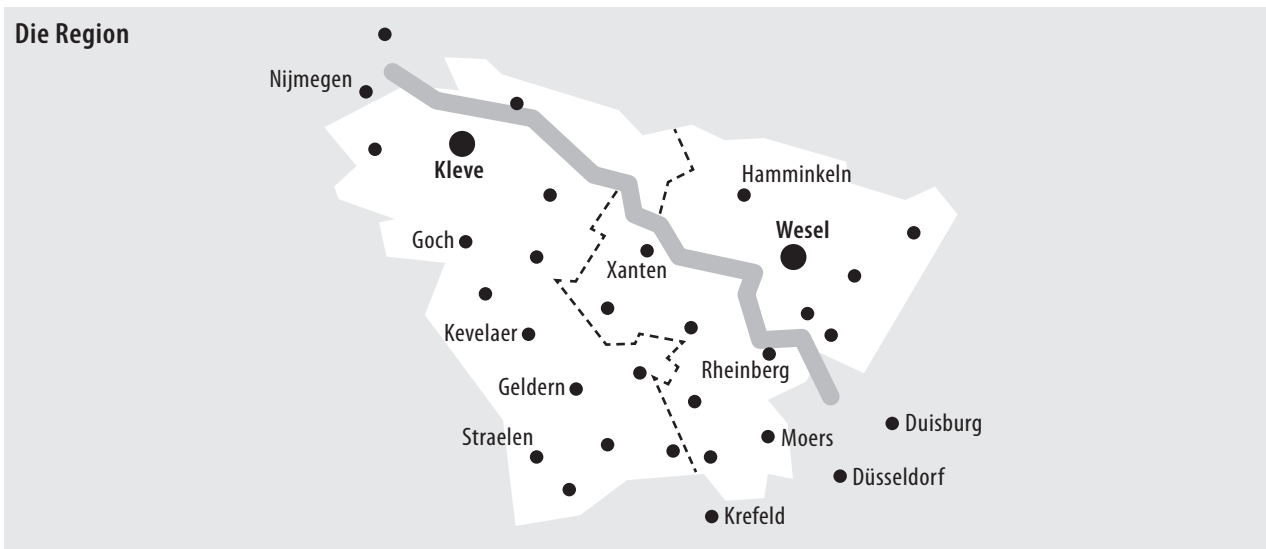 Die Region
Nijmegen
Kleve
Hamminkeln
Wesel
Goch
Xanten
Kevelaer
Rheinberg
Geldern
Straelen
Moers
Duisburg
Düsseldorf
Krefeld